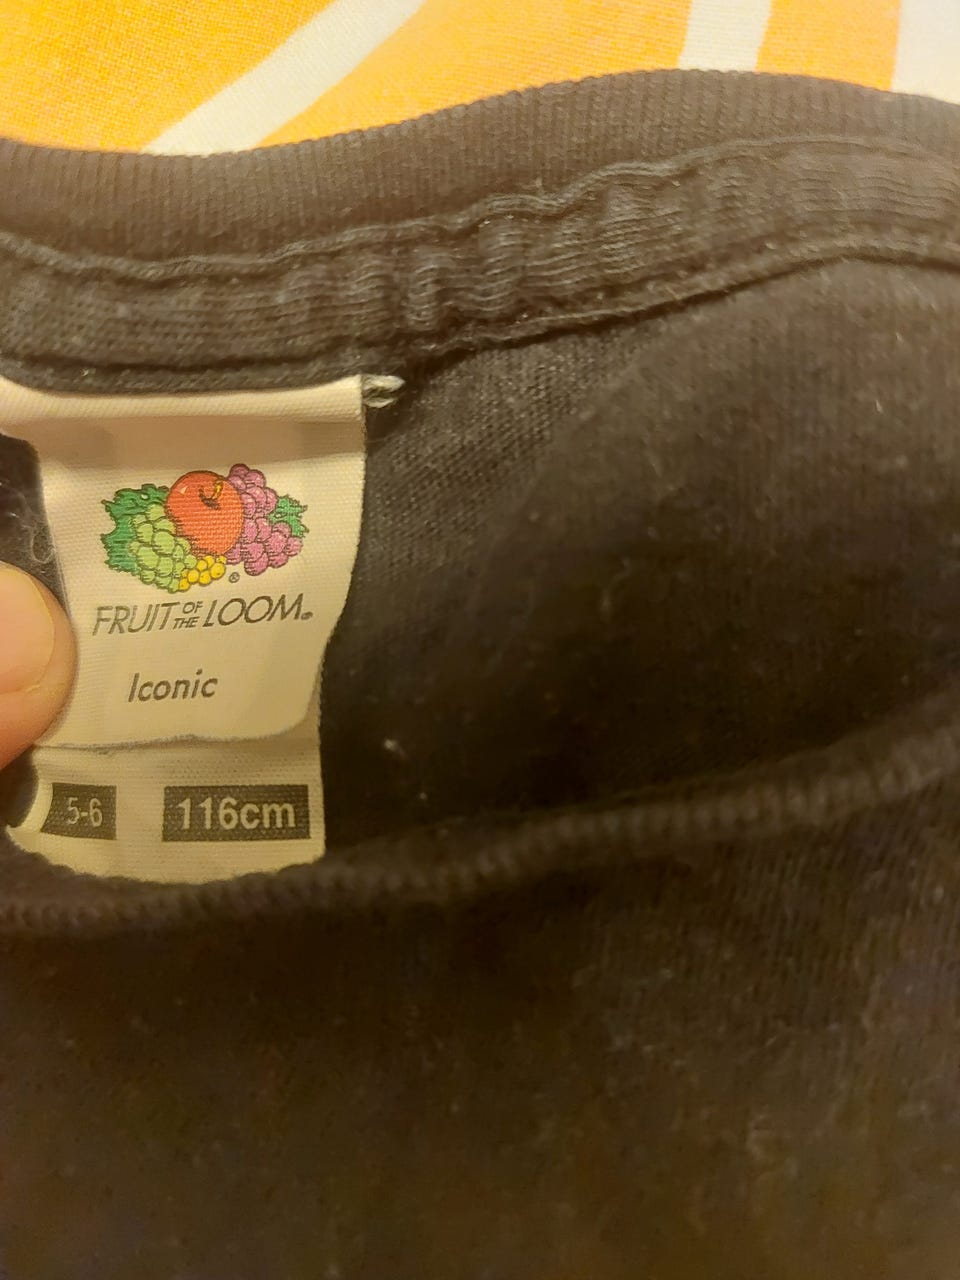 FRUIT OF THE LOOM®
Iconic
5-6 116cm